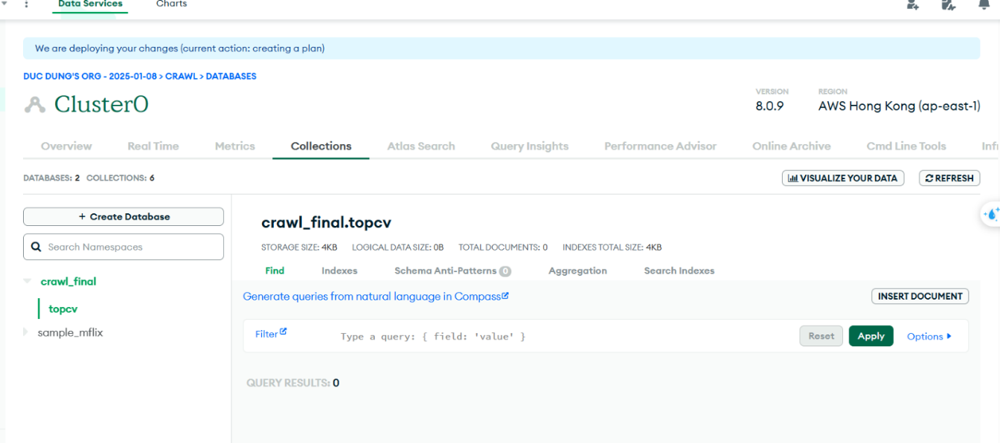 Data Services Charts
We are deploying your changes (current action: creating a plan)
DUC DUNG'S ORG - 2025-01-08 > CRAWL > DATABASES
Cluster0
VERSION
8.0.9
REGION
AWS Hong Kong (ap-east-1)
Overview Real Time Metrics Collections Atlas Search Query Insights Performance Advisor Online Archive Cmd Line Tools
DATABASES: 2 COLLECTIONS: 6
VISUALIZE YOUR DATA REFRESH
+ Create Database
Search Namespaces
crawl_final
topcv
sample_mflix
crawl_final.topcv
STORAGE SIZE: 4KB LOGICAL DATA SIZE: 0B TOTAL DOCUMENTS: 0 INDEXES TOTAL SIZE: 4KB
Find Indexes Schema Anti-Patterns 0 Aggregation Search Indexes
Generate queries from natural language in Compass
INSERT DOCUMENT
Filter Type a query: { field: 'value' } Reset Apply Options
QUERY RESULTS: 0